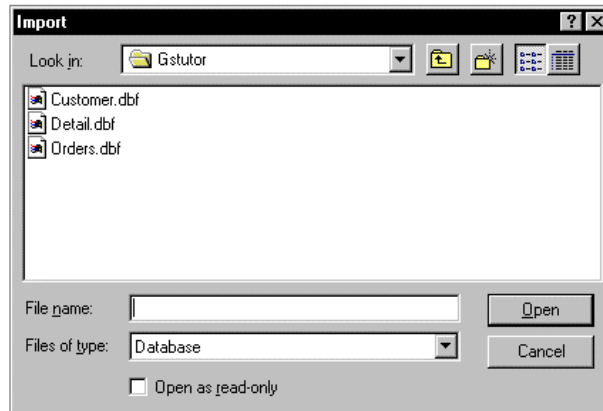 Import
Look in: Gstutor
Customer.dbf
Detail.dbf
Orders.dbf
File name: Open
Files of type: Database Cancel
Open as read-only